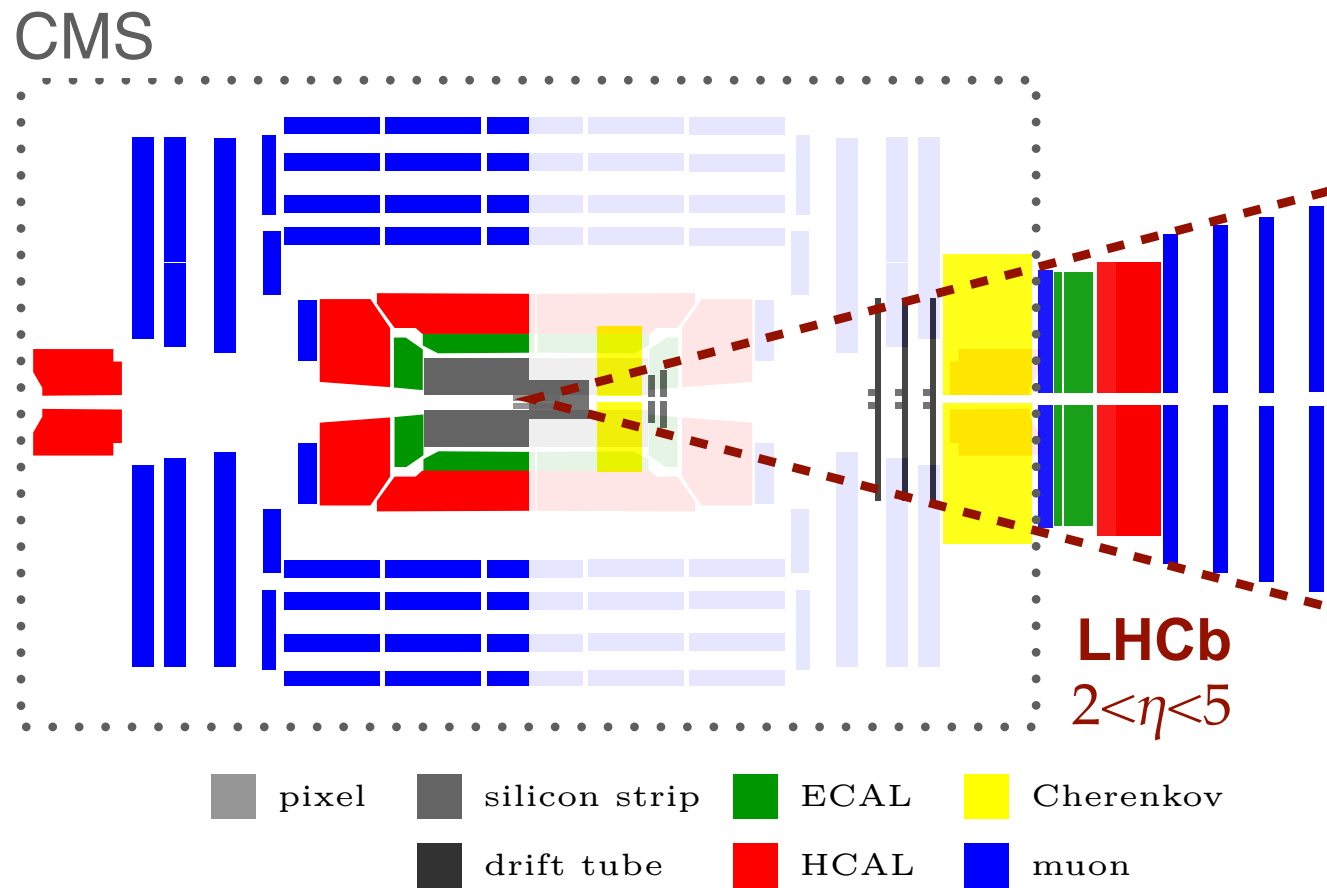 CMS
LHCb
2<η<5
pixel
silicon strip
ECAL
Cherenkov
drift tube
HCAL
muon